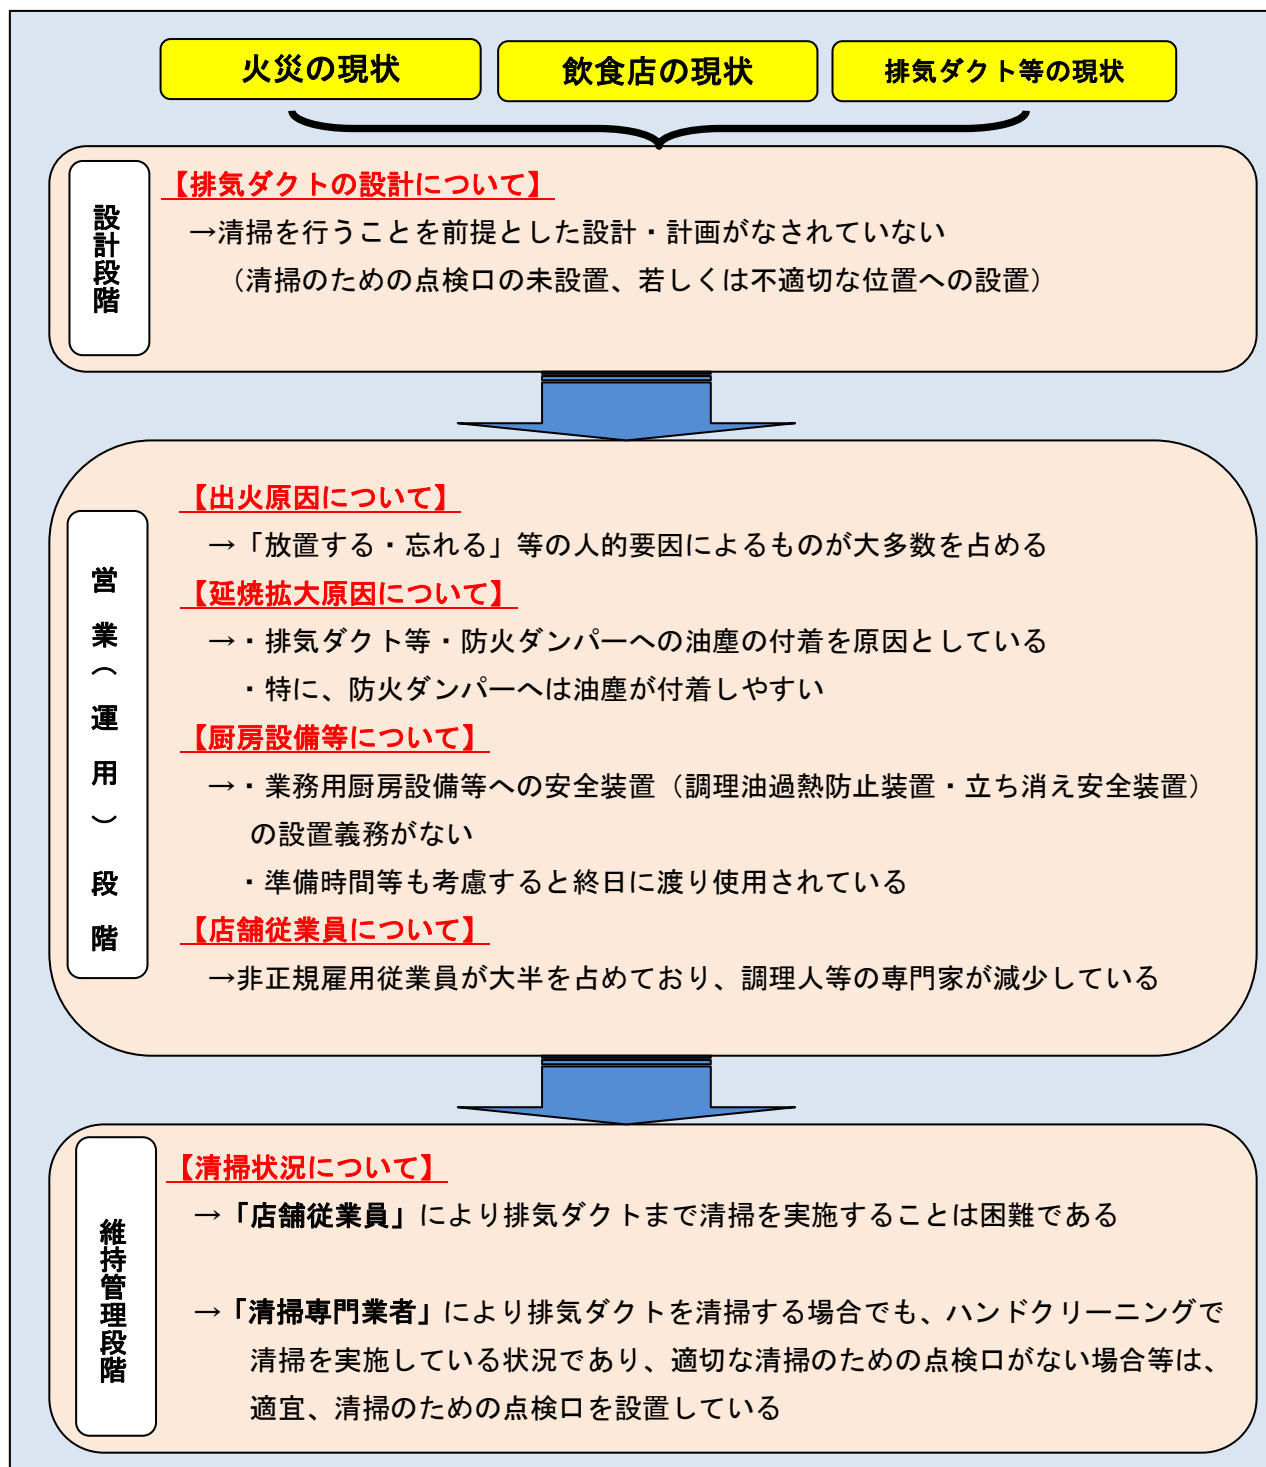 火災の現状
飲食店の現状
排気ダクト等の現状
設計段階
【排気ダクトの設計について】
→清掃を行うことを前提とした設計・計画がなされていない
（清掃のための点検口の未設置、若しくは不適切な位置への設置）
営業（運用）段階
【出火原因について】
→「放置する・忘れる」等の人的要因によるものが大多数を占める
【延焼拡大原因について】
→・排気ダクト等・防火ダンパーへの油塵の付着を原因としている
・特に、防火ダンパーへは油塵が付着しやすい
【厨房設備等について】
→・業務用厨房設備等への安全装置（調理油過熱防止装置・立ち消え安全装置）
の設置義務がない
・準備時間等も考慮すると終日に渡り使用されている
【店舗従業員について】
→非正規雇用従業員が大半を占めており、調理人等の専門家が減少している
維持管理段階
【清掃状況について】
→「店舗従業員」により排気ダクトまで清掃を実施することは困難である
→「清掃専門業者」により排気ダクトを清掃する場合でも、ハンドクリーニングで
清掃を実施している状況であり、適切な清掃のための点検口がない場合等は、
適宜、清掃のための点検口を設置している